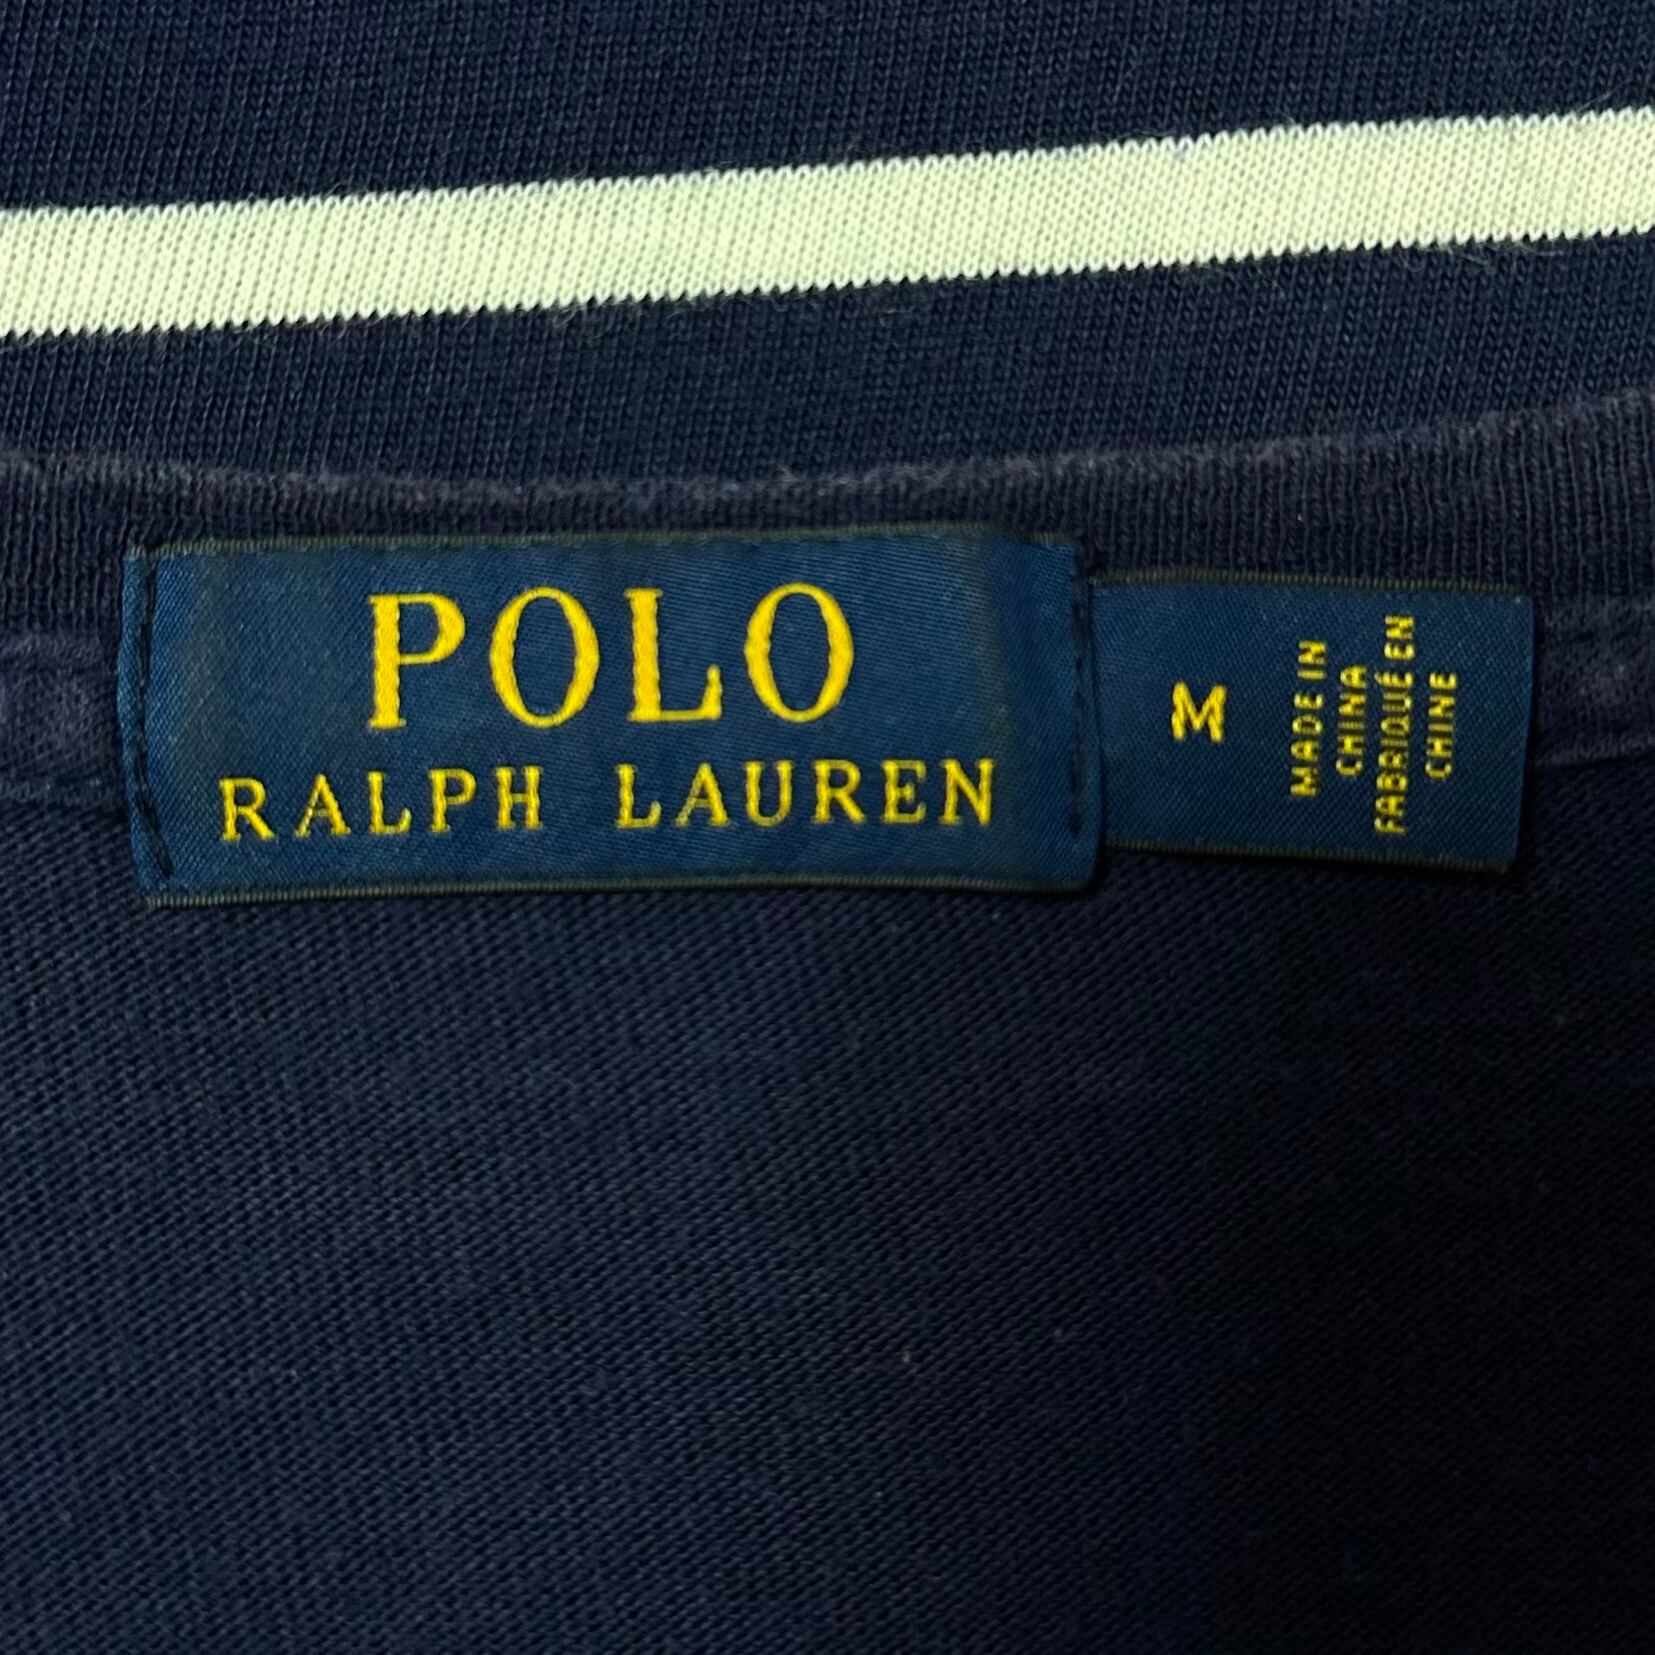 POLO
RALPH LAUREN
M
MADE IN
CHINA
FABRIQUÉ EN
CHINE